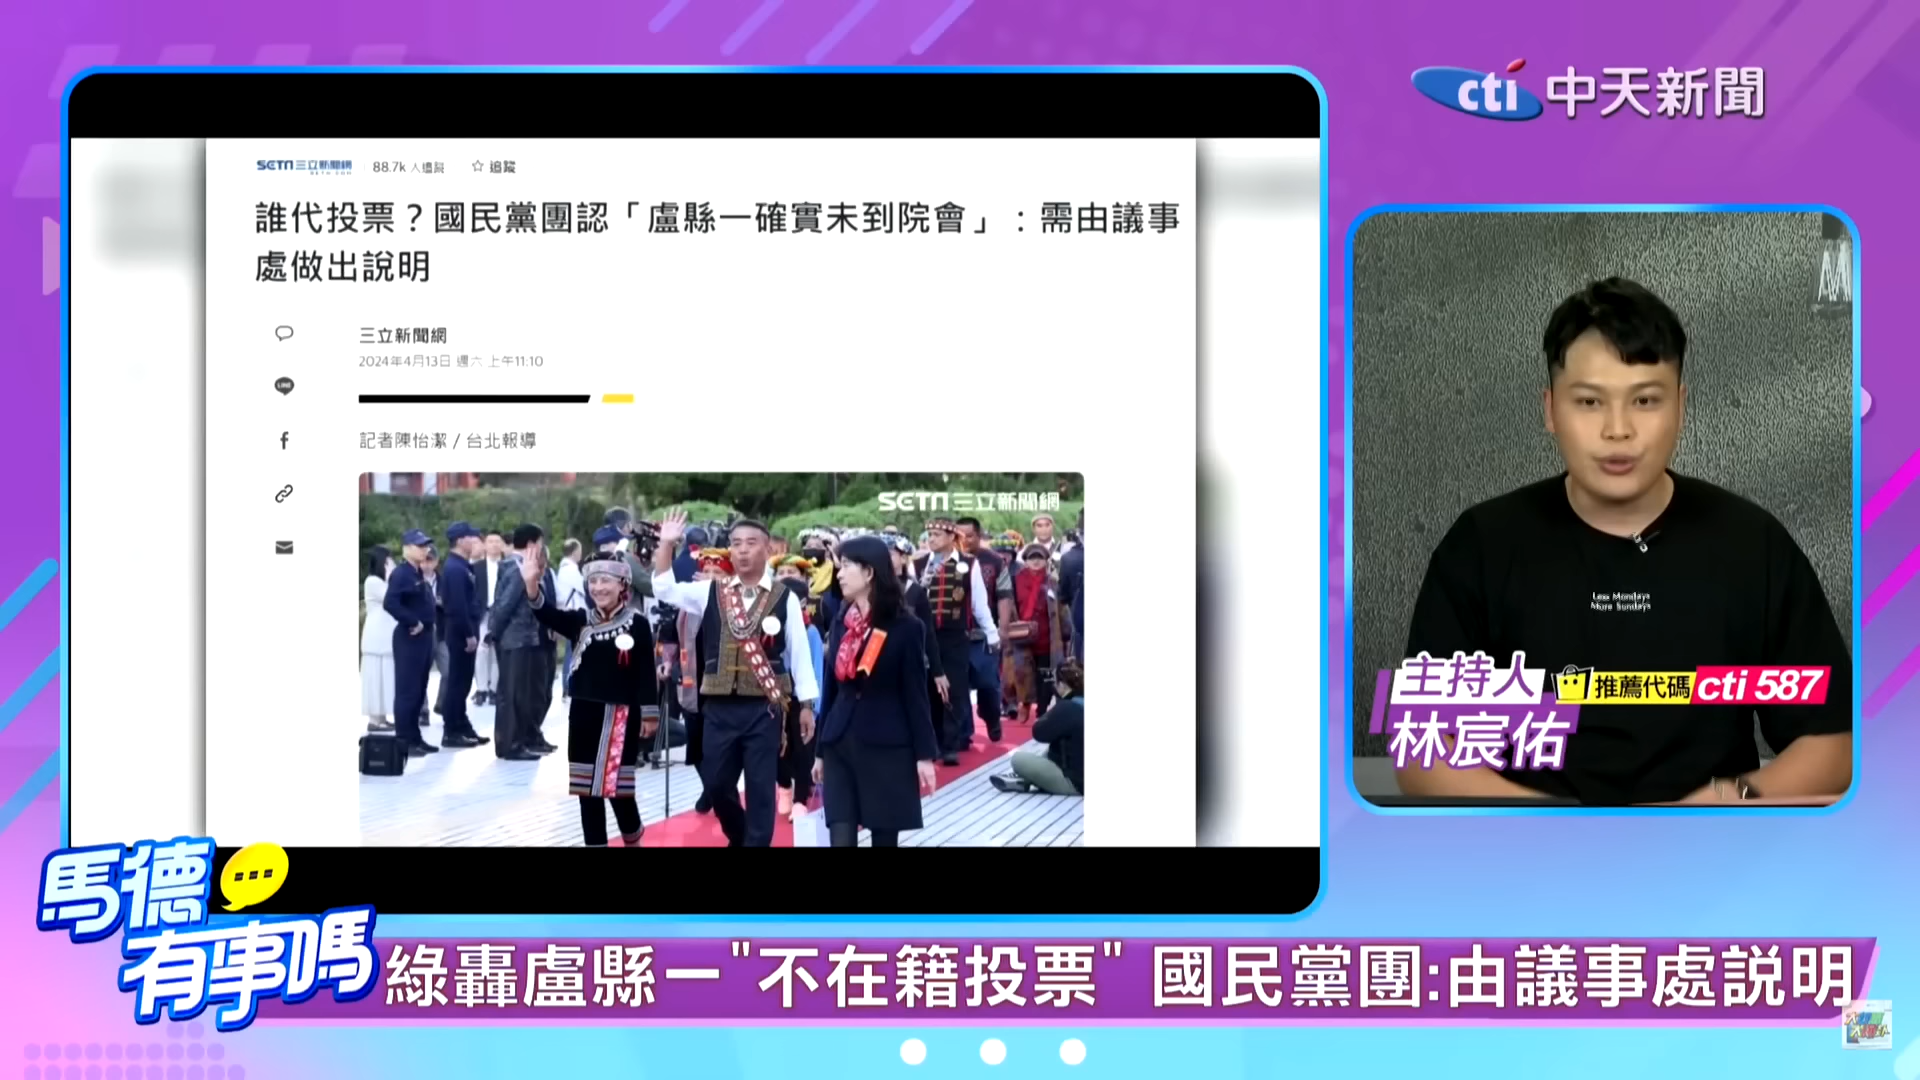 cti 中天新聞
SETN三立新聞網
88.7k 人追蹤
☆ 追蹤
誰代投票？國民黨團認「盧縣一確實未到院會」：需由議事
處做出說明
三立新聞網
2024年4月13日 週六 上午11:10
LINE
記者陳怡潔 / 台北報導
SETN三立新聞網
Less Mondays
More Sundays
主持人
推薦代碼 cti 587
林宸佑
馬德
有事嗎
綠轟盧縣一"不在籍投票" 國民黨團:由議事處說明